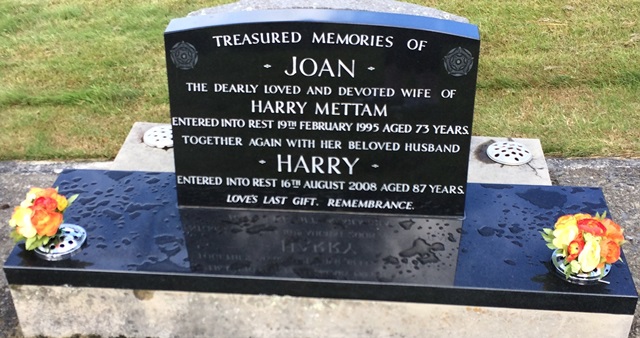 TREASURED MEMORIES OF
· JOAN ·
THE DEARLY LOVED AND DEVOTED WIFE OF
HARRY METTAM
ENTERED INTO REST 19TH FEBRUARY 1995 AGED 73 YEARS.
TOGETHER AGAIN WITH HER BELOVED HUSBAND
· HARRY ·
ENTERED INTO REST 16TH AUGUST 2008 AGED 87 YEARS.
LOVE'S LAST GIFT. REMEMBRANCE.